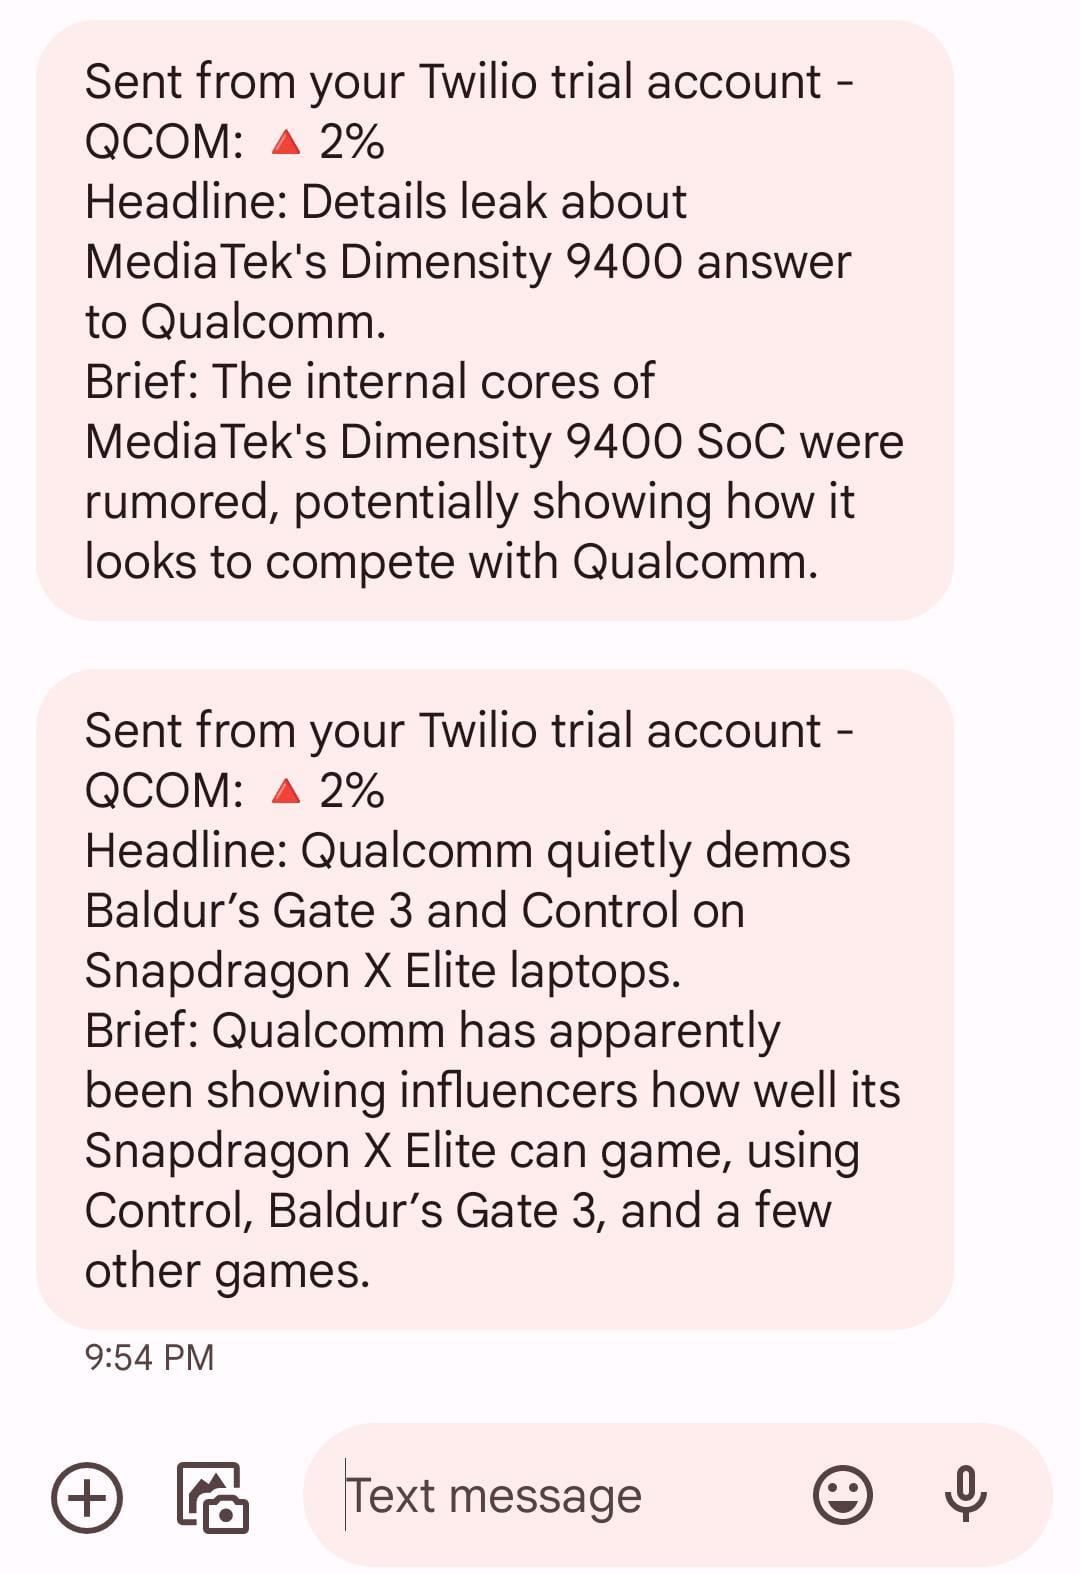 Sent from your Twilio trial account -
QCOM: 🔺 2%
Headline: Details leak about
MediaTek's Dimensity 9400 answer
to Qualcomm.
Brief: The internal cores of
MediaTek's Dimensity 9400 SoC were
rumored, potentially showing how it
looks to compete with Qualcomm.
Sent from your Twilio trial account -
QCOM: 🔺 2%
Headline: Qualcomm quietly demos
Baldur’s Gate 3 and Control on
Snapdragon X Elite laptops.
Brief: Qualcomm has apparently
been showing influencers how well its
Snapdragon X Elite can game, using
Control, Baldur’s Gate 3, and a few
other games.
9:54 PM
Text message